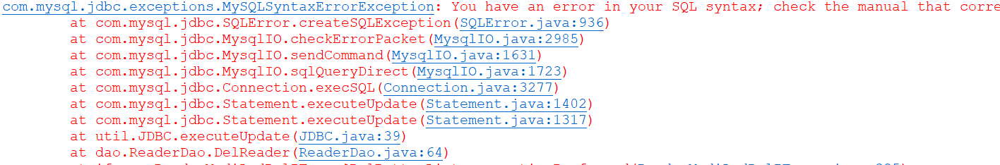 com.mysql.jdbc.exceptions.MySQLSyntaxErrorException: You have an error in your SQL syntax; check the manual that corre
at com.mysql.jdbc.SQLError.createSQLException(SQLError.java:936)
at com.mysql.jdbc.MysqlIO.checkErrorPacket(MysqlIO.java:2985)
at com.mysql.jdbc.MysqlIO.sendCommand(MysqlIO.java:1631)
at com.mysql.jdbc.MysqlIO.sqlQueryDirect(MysqlIO.java:1723)
at com.mysql.jdbc.Connection.execSQL(Connection.java:3277)
at com.mysql.jdbc.Statement.executeUpdate(Statement.java:1402)
at com.mysql.jdbc.Statement.executeUpdate(Statement.java:1317)
at util.JDBC.executeUpdate(JDBC.java:39)
at dao.ReaderDao.DelReader(ReaderDao.java:64)